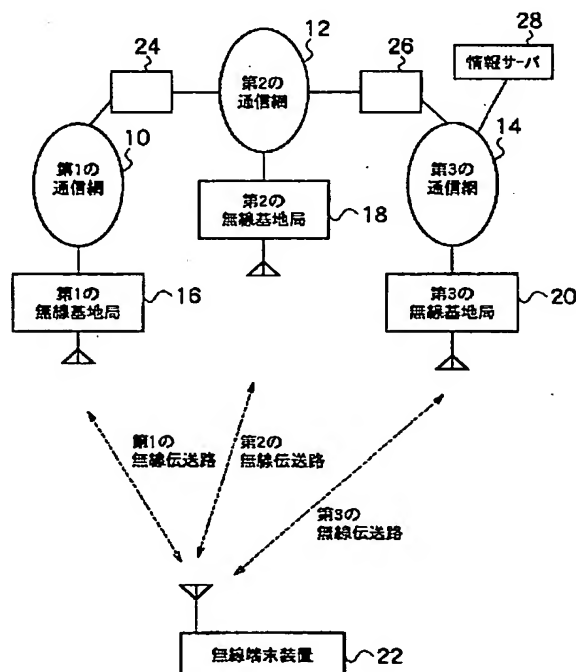 12
24
26
28
情報サーバ
第2の
通信網
10
14
第1の
通信網
第3の
通信網
第2の
無線基地局
18
第1の
無線基地局
16
第3の
無線基地局
20
第1の
無線伝送路
第2の
無線伝送路
第3の
無線伝送路
無線端末装置
22